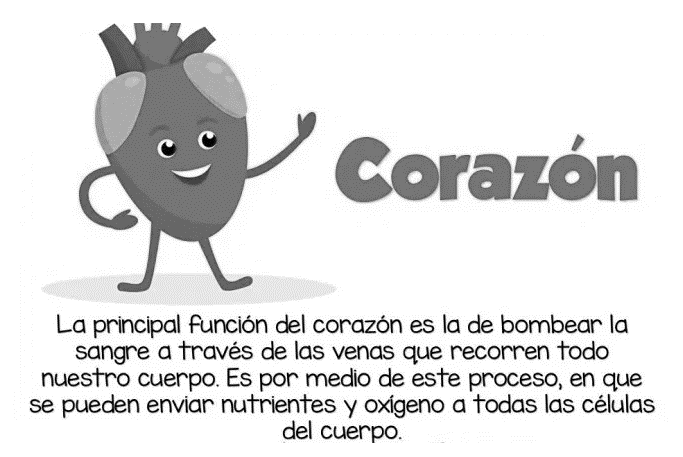 Corazón
La principal función del corazón es la de bombear la
sangre a través de las venas que recorren todo
nuestro cuerpo. Es por medio de este proceso, en que
se pueden enviar nutrientes y oxígeno a todas las células
del cuerpo.